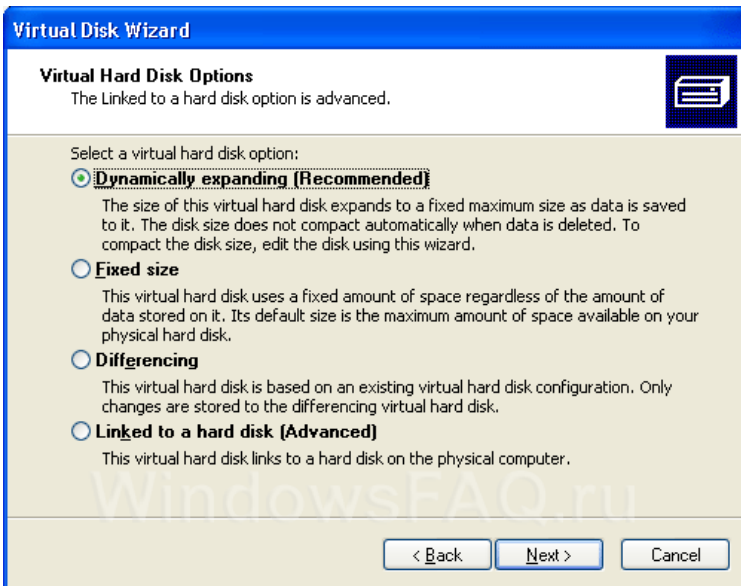 Virtual Disk Wizard
Virtual Hard Disk Options
The Linked to a hard disk option is advanced.
Select a virtual hard disk option:
Dynamically expanding (Recommended)
The size of this virtual hard disk expands to a fixed maximum size as data is saved
to it. The disk size does not compact automatically when data is deleted. To
compact the disk size, edit the disk using this wizard.
Fixed size
This virtual hard disk uses a fixed amount of space regardless of the amount of
data stored on it. Its default size is the maximum amount of space available on your
physical hard disk.
Differencing
This virtual hard disk is based on an existing virtual hard disk configuration. Only
changes are stored to the differencing virtual hard disk.
Linked to a hard disk (Advanced)
This virtual hard disk links to a hard disk on the physical computer.
WindowsFAQ.ru
< Back Next > Cancel